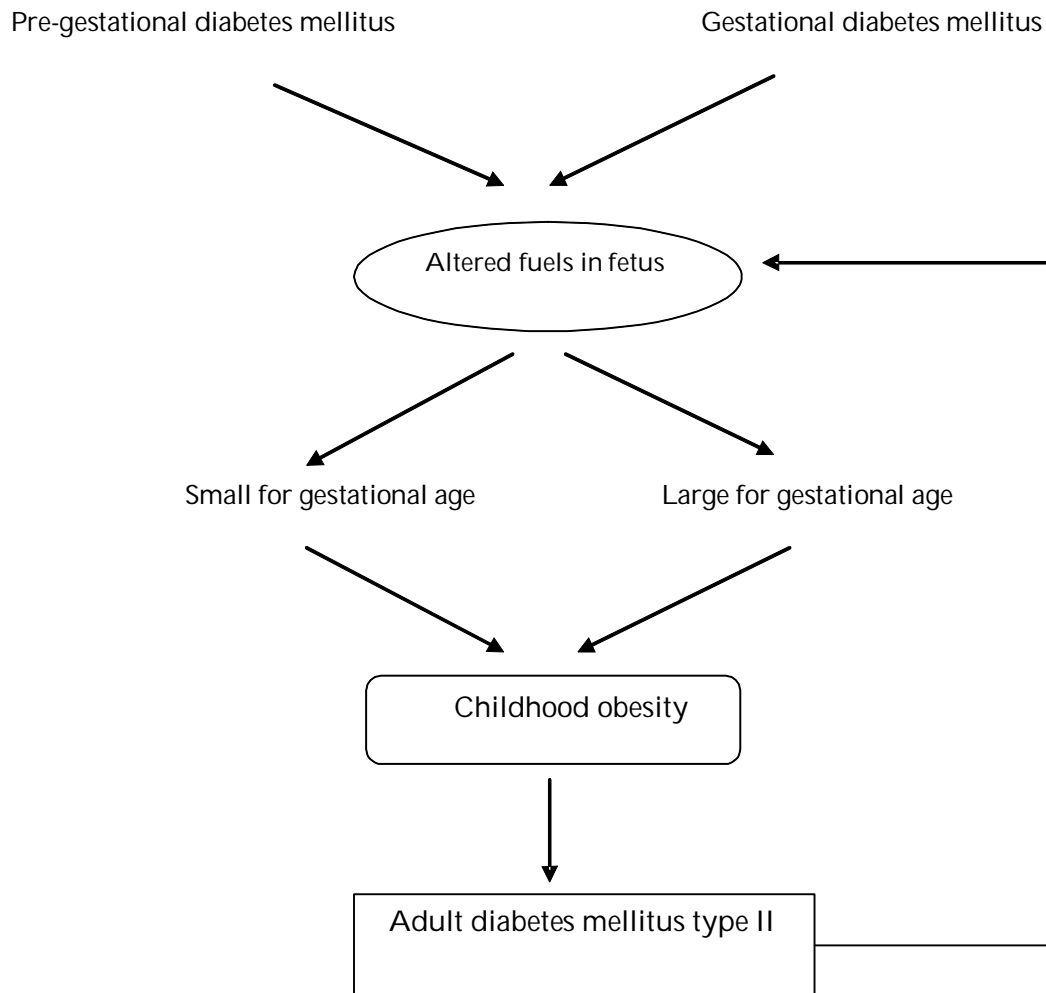 Pre-gestational diabetes mellitus
Gestational diabetes mellitus
Altered fuels in fetus
Small for gestational age
Large for gestational age
Childhood obesity
Adult diabetes mellitus type II